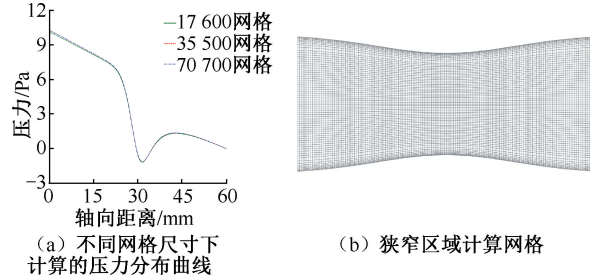 12
9
6
3
0
−3
压力/Pa
17 600网格
35 500网格
70 700网格
0
15
30
45
60
轴向距离/mm
(a) 不同网格尺寸下
计算的压力分布曲线
(b) 狭窄区域计算网格